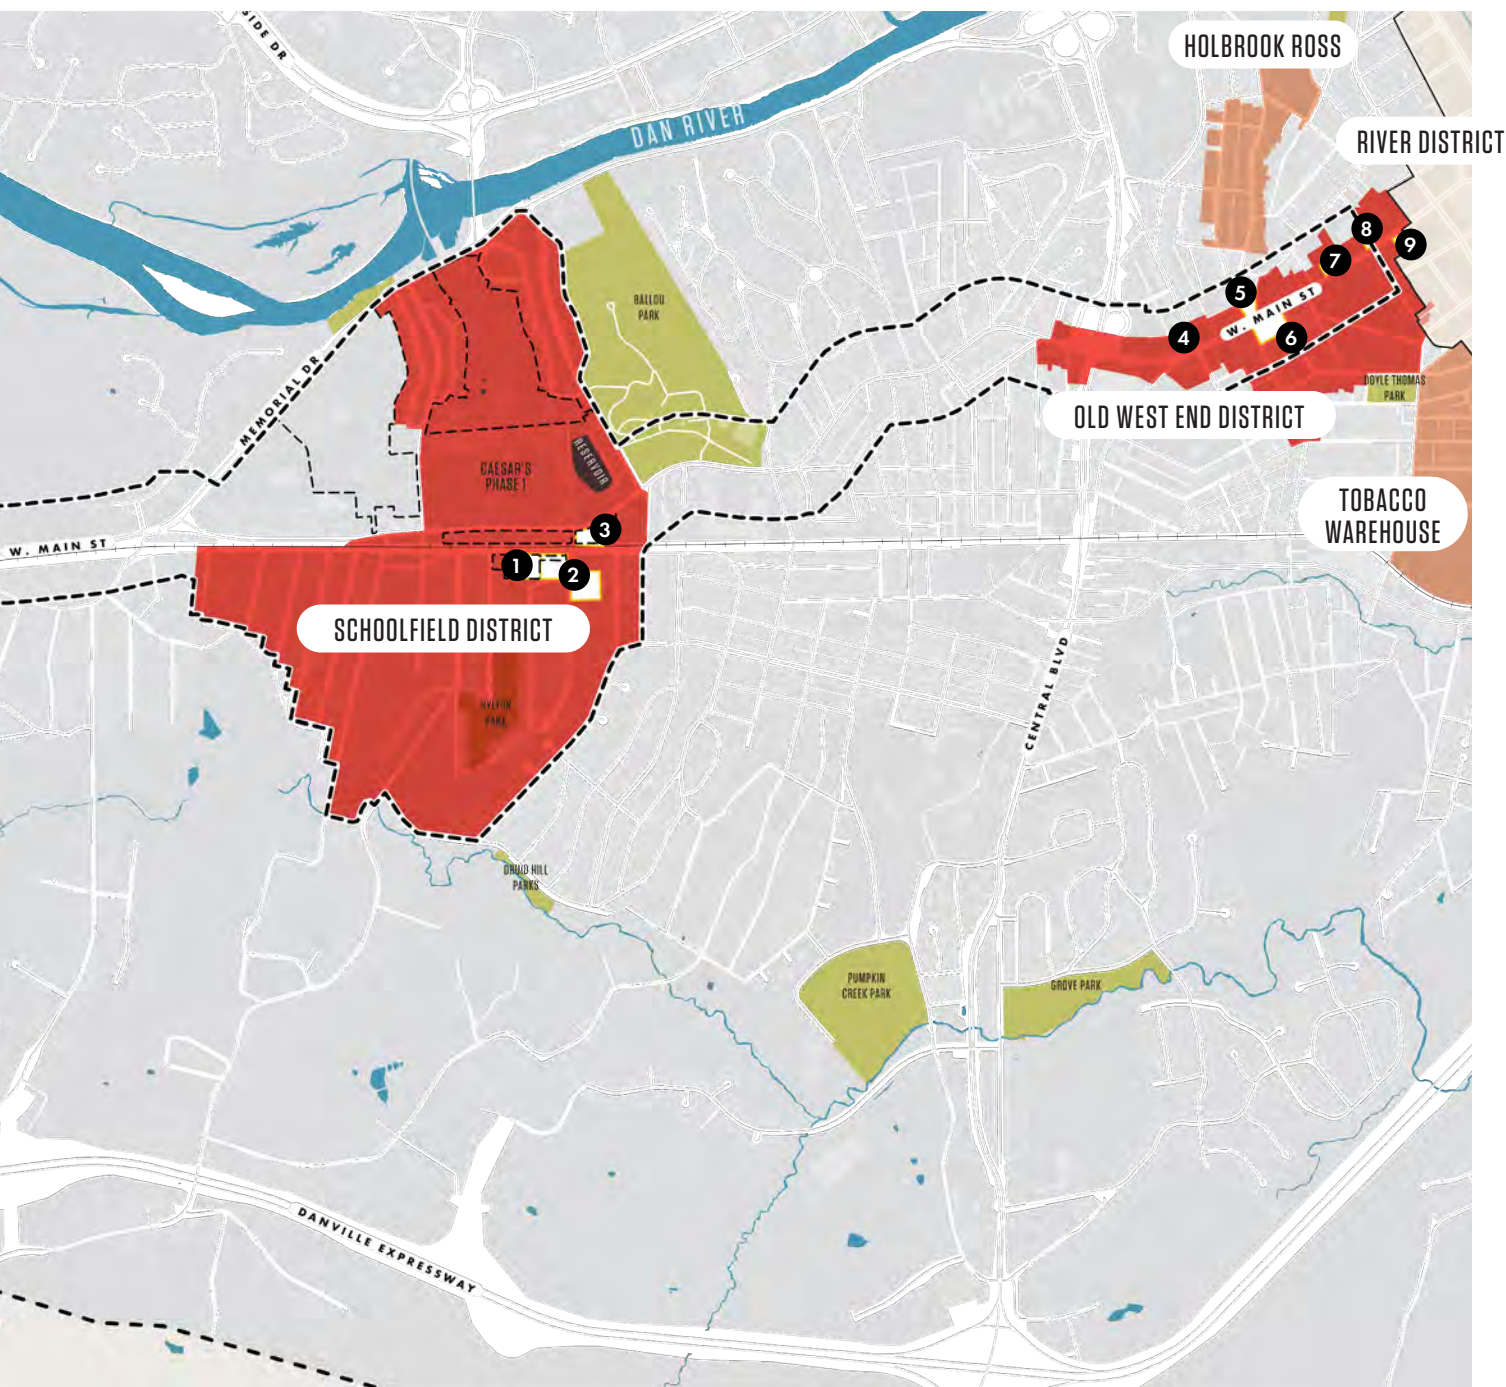 SIDE DR
HOLBROOK ROSS
DAN RIVER
RIVER DISTRICT
8
9
7
5
W. MAIN ST
4
6
BALLOU
PARK
MEMORIAL DR
DOYLE THOMAS
PARK
OLD WEST END DISTRICT
CAESAR'S
PHASE 1
RESERVOIR
TOBACCO
WAREHOUSE
3
W. MAIN ST
1
2
SCHOOLFIELD DISTRICT
CENTRAL BLVD
PARK
DRUID HILL
PARKS
PUMPKIN
CREEK PARK
GROVE PARK
DANVILLE EXPRESSWAY